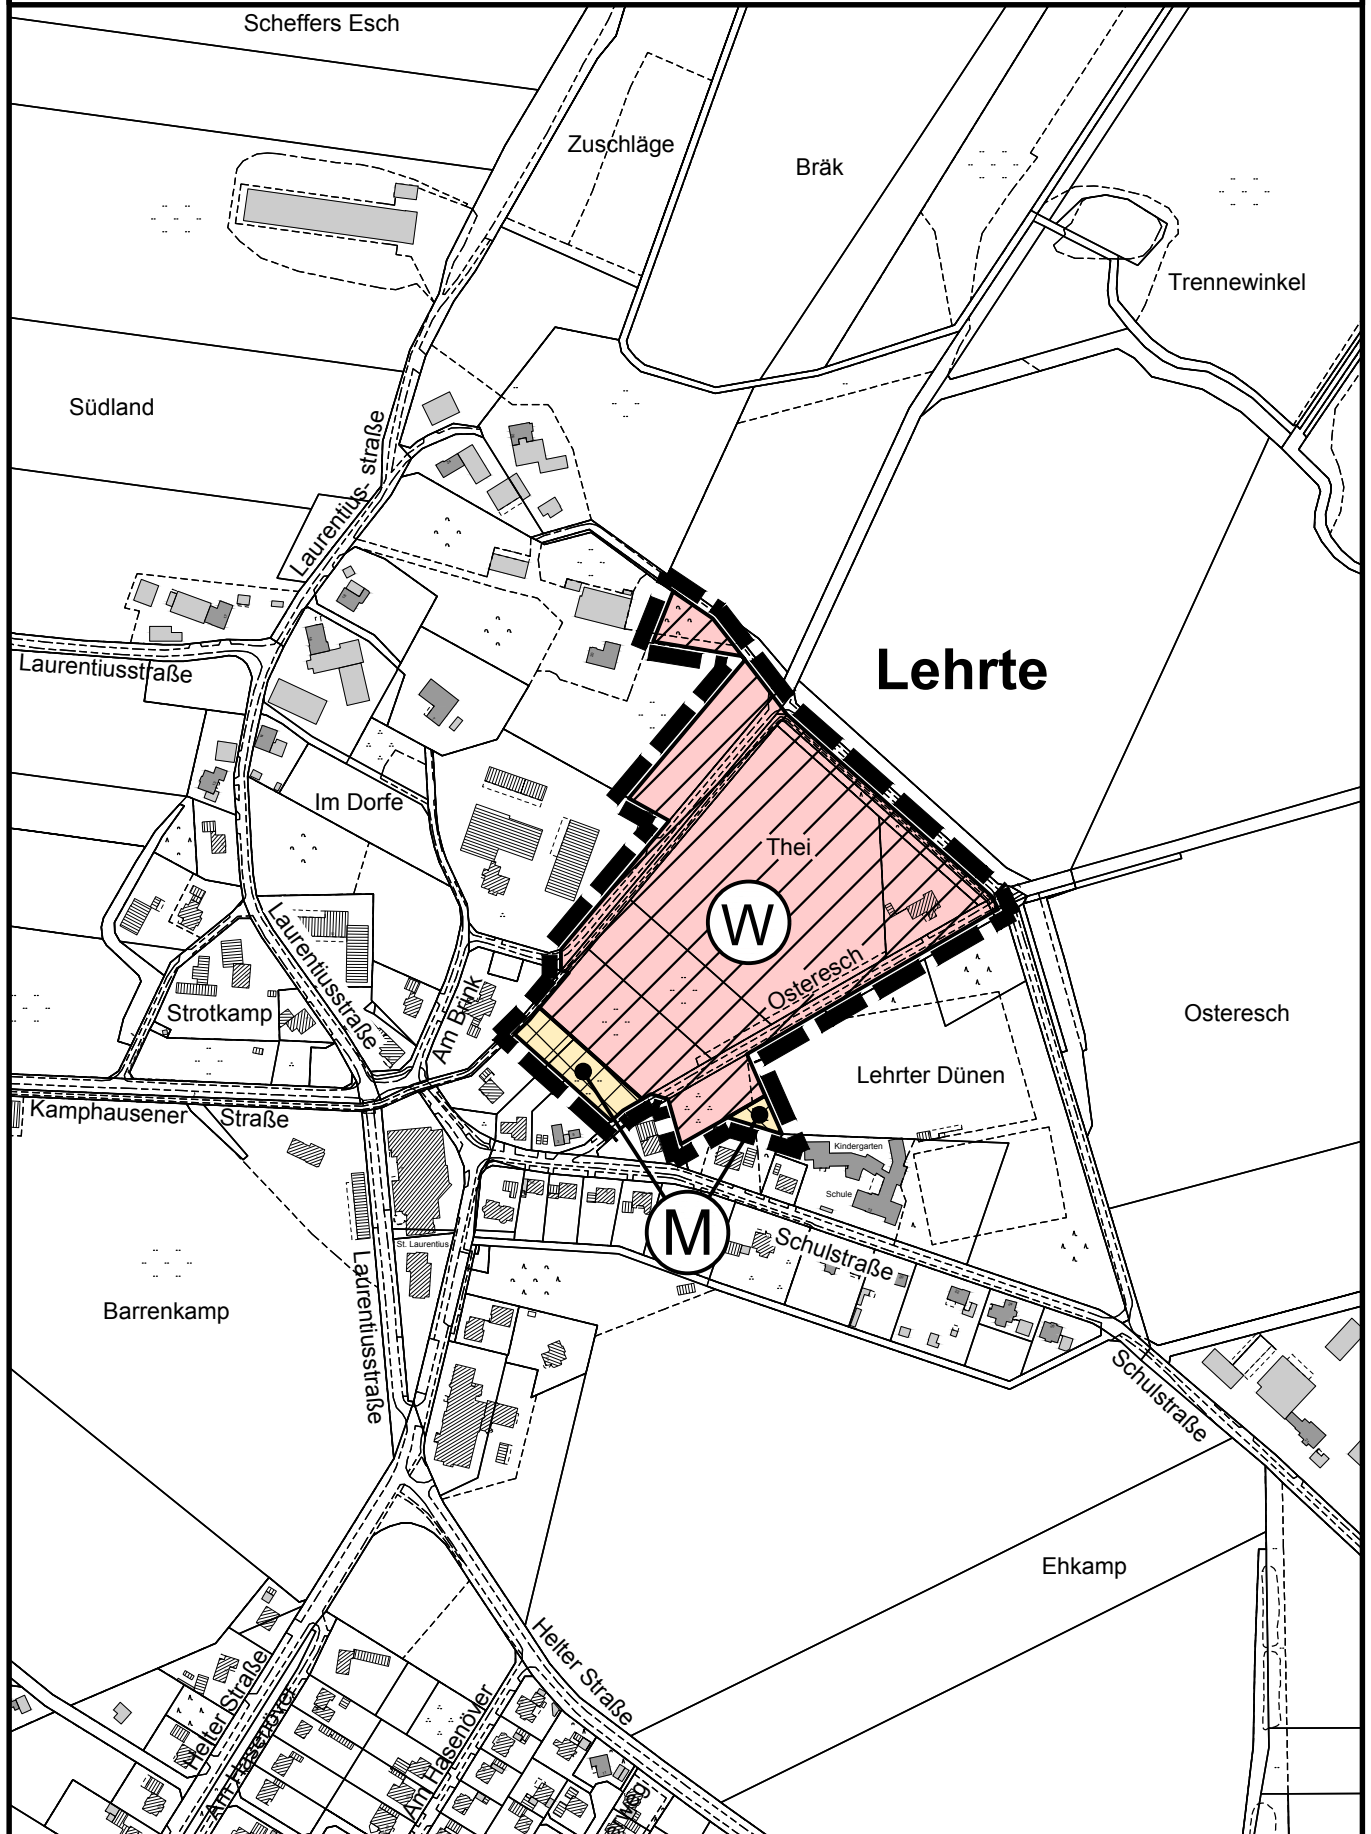 Scheffers Esch
Zuschläge
Bräk
Trennewinkel
Südland
Laurentius-
straße
Laurentiusstraße
Lehrte
Im Dorfe
Thei
W
Laurentiusstraße
Osteresch
Strotkamp
Am Brink
Osteresch
Lehrter Dünen
Kamphausener
Straße
Kindergarten
Schule
M
St. Laurentius
Schulstraße
Laurentiusstraße
Barrenkamp
Schulstraße
Ehkamp
Helter Straße
Helter Straße
Am Hasenöver
Am Hasenöver